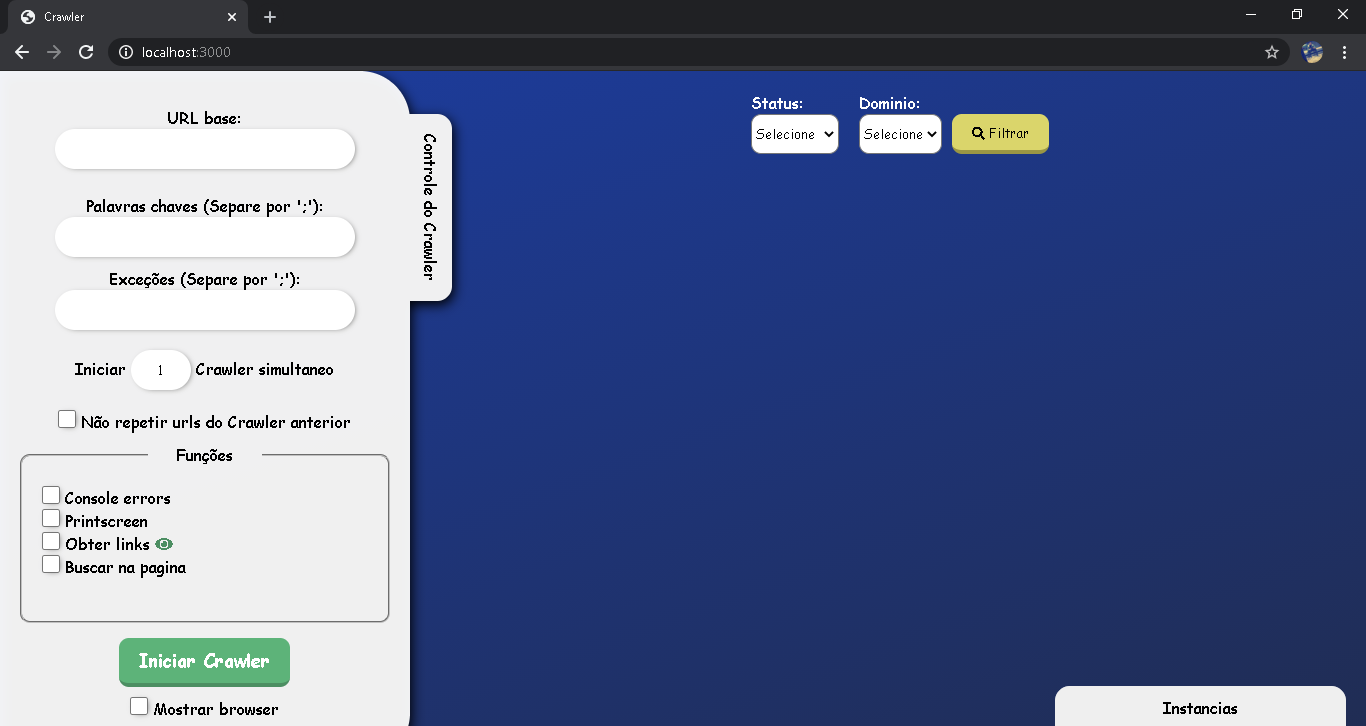 Crawler
localhost:3000
URL base:
Palavras chaves (Separe por ';'):
Exceções (Separe por ';'):
Iniciar 1 Crawler simultaneo
Não repetir urls do Crawler anterior
Funções
Console errors
Printscreen
Obter links
Buscar na pagina
Iniciar Crawler
Mostrar browser
Controle do Crawler
Status: Dominio:
Selecione Selecione Filtrar
Instancias